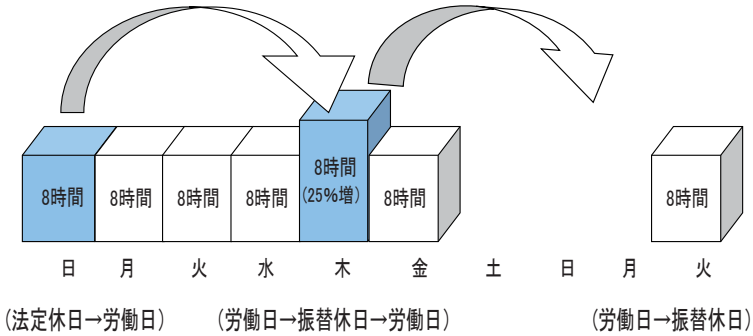 8時間
8時間
8時間
8時間
8時間
(25%増)
8時間
8時間
日 月 火 水 木 金 土 日 月 火
(法定休日→労働日) (労働日→振替休日→労働日) (労働日→振替休日)